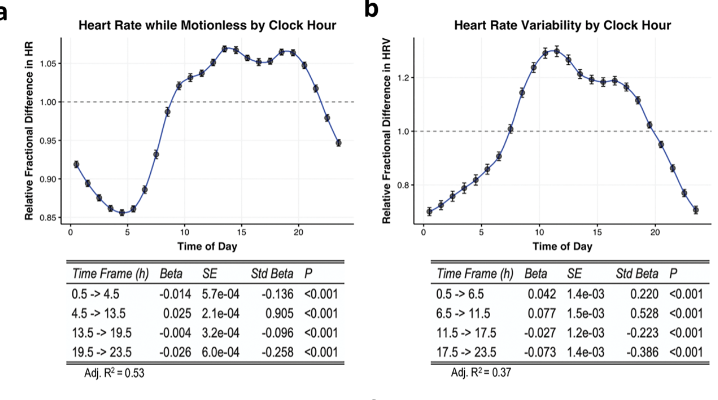 a
Heart Rate while Motionless by Clock Hour
Relative Fractional Difference in HR
1.05
1.00
0.95
0.90
0.85
0 5 10 15 20
Time of Day
Time Frame (h) Beta SE Std Beta P
0.5 -> 4.5 -0.014 5.7e-04 -0.136 <0.001
4.5 -> 13.5 0.025 2.1e-04 0.905 <0.001
13.5 -> 19.5 -0.004 3.2e-04 -0.096 <0.001
19.5 -> 23.5 -0.026 6.0e-04 -0.258 <0.001
Adj. R² = 0.53
b
Heart Rate Variability by Clock Hour
Relative Fractional Difference in HRV
1.2
1.0
0.8
0 5 10 15 20
Time of Day
Time Frame (h) Beta SE Std Beta P
0.5 -> 6.5 0.042 1.4e-03 0.220 <0.001
6.5 -> 11.5 0.077 1.5e-03 0.528 <0.001
11.5 -> 17.5 -0.027 1.2e-03 -0.223 <0.001
17.5 -> 23.5 -0.073 1.4e-03 -0.386 <0.001
Adj. R² = 0.37